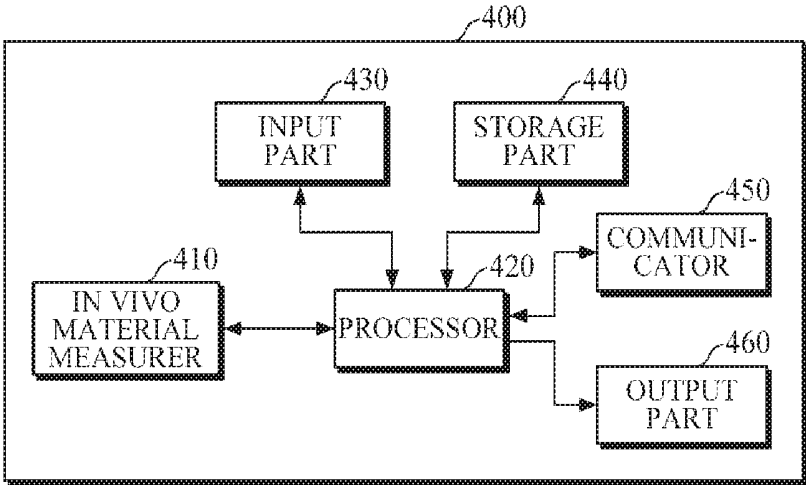 400
430
INPUT
PART
440
STORAGE
PART
450
COMMUNI-
CATOR
410
IN VIVO
MATERIAL
MEASURER
420
PROCESSOR
460
OUTPUT
PART